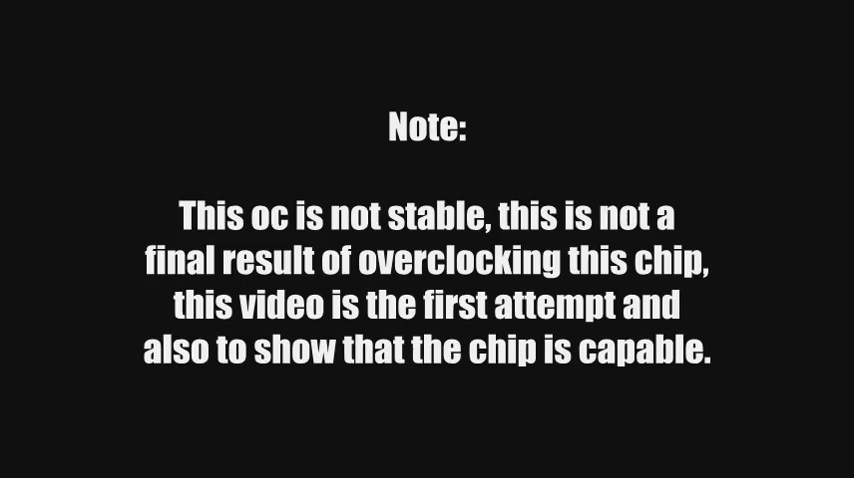 Note:
This oc is not stable, this is not a
final result of overclocking this chip,
this video is the first attempt and
also to show that the chip is capable.